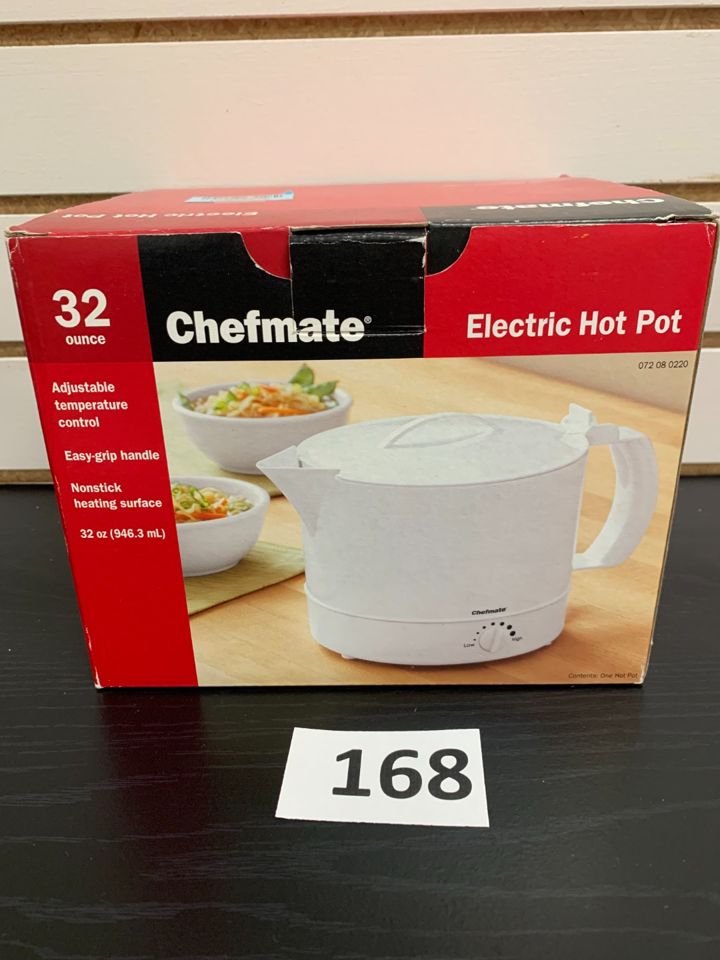 Electric Hot Pot
Chefmate
32
ounce
Chefmate®
Electric Hot Pot
072 08 0220
Adjustable
temperature
control
Easy-grip handle
Nonstick
heating surface
32 oz (946.3 mL)
Chefmate®
Low
High
Contents: One Hot Pot
168